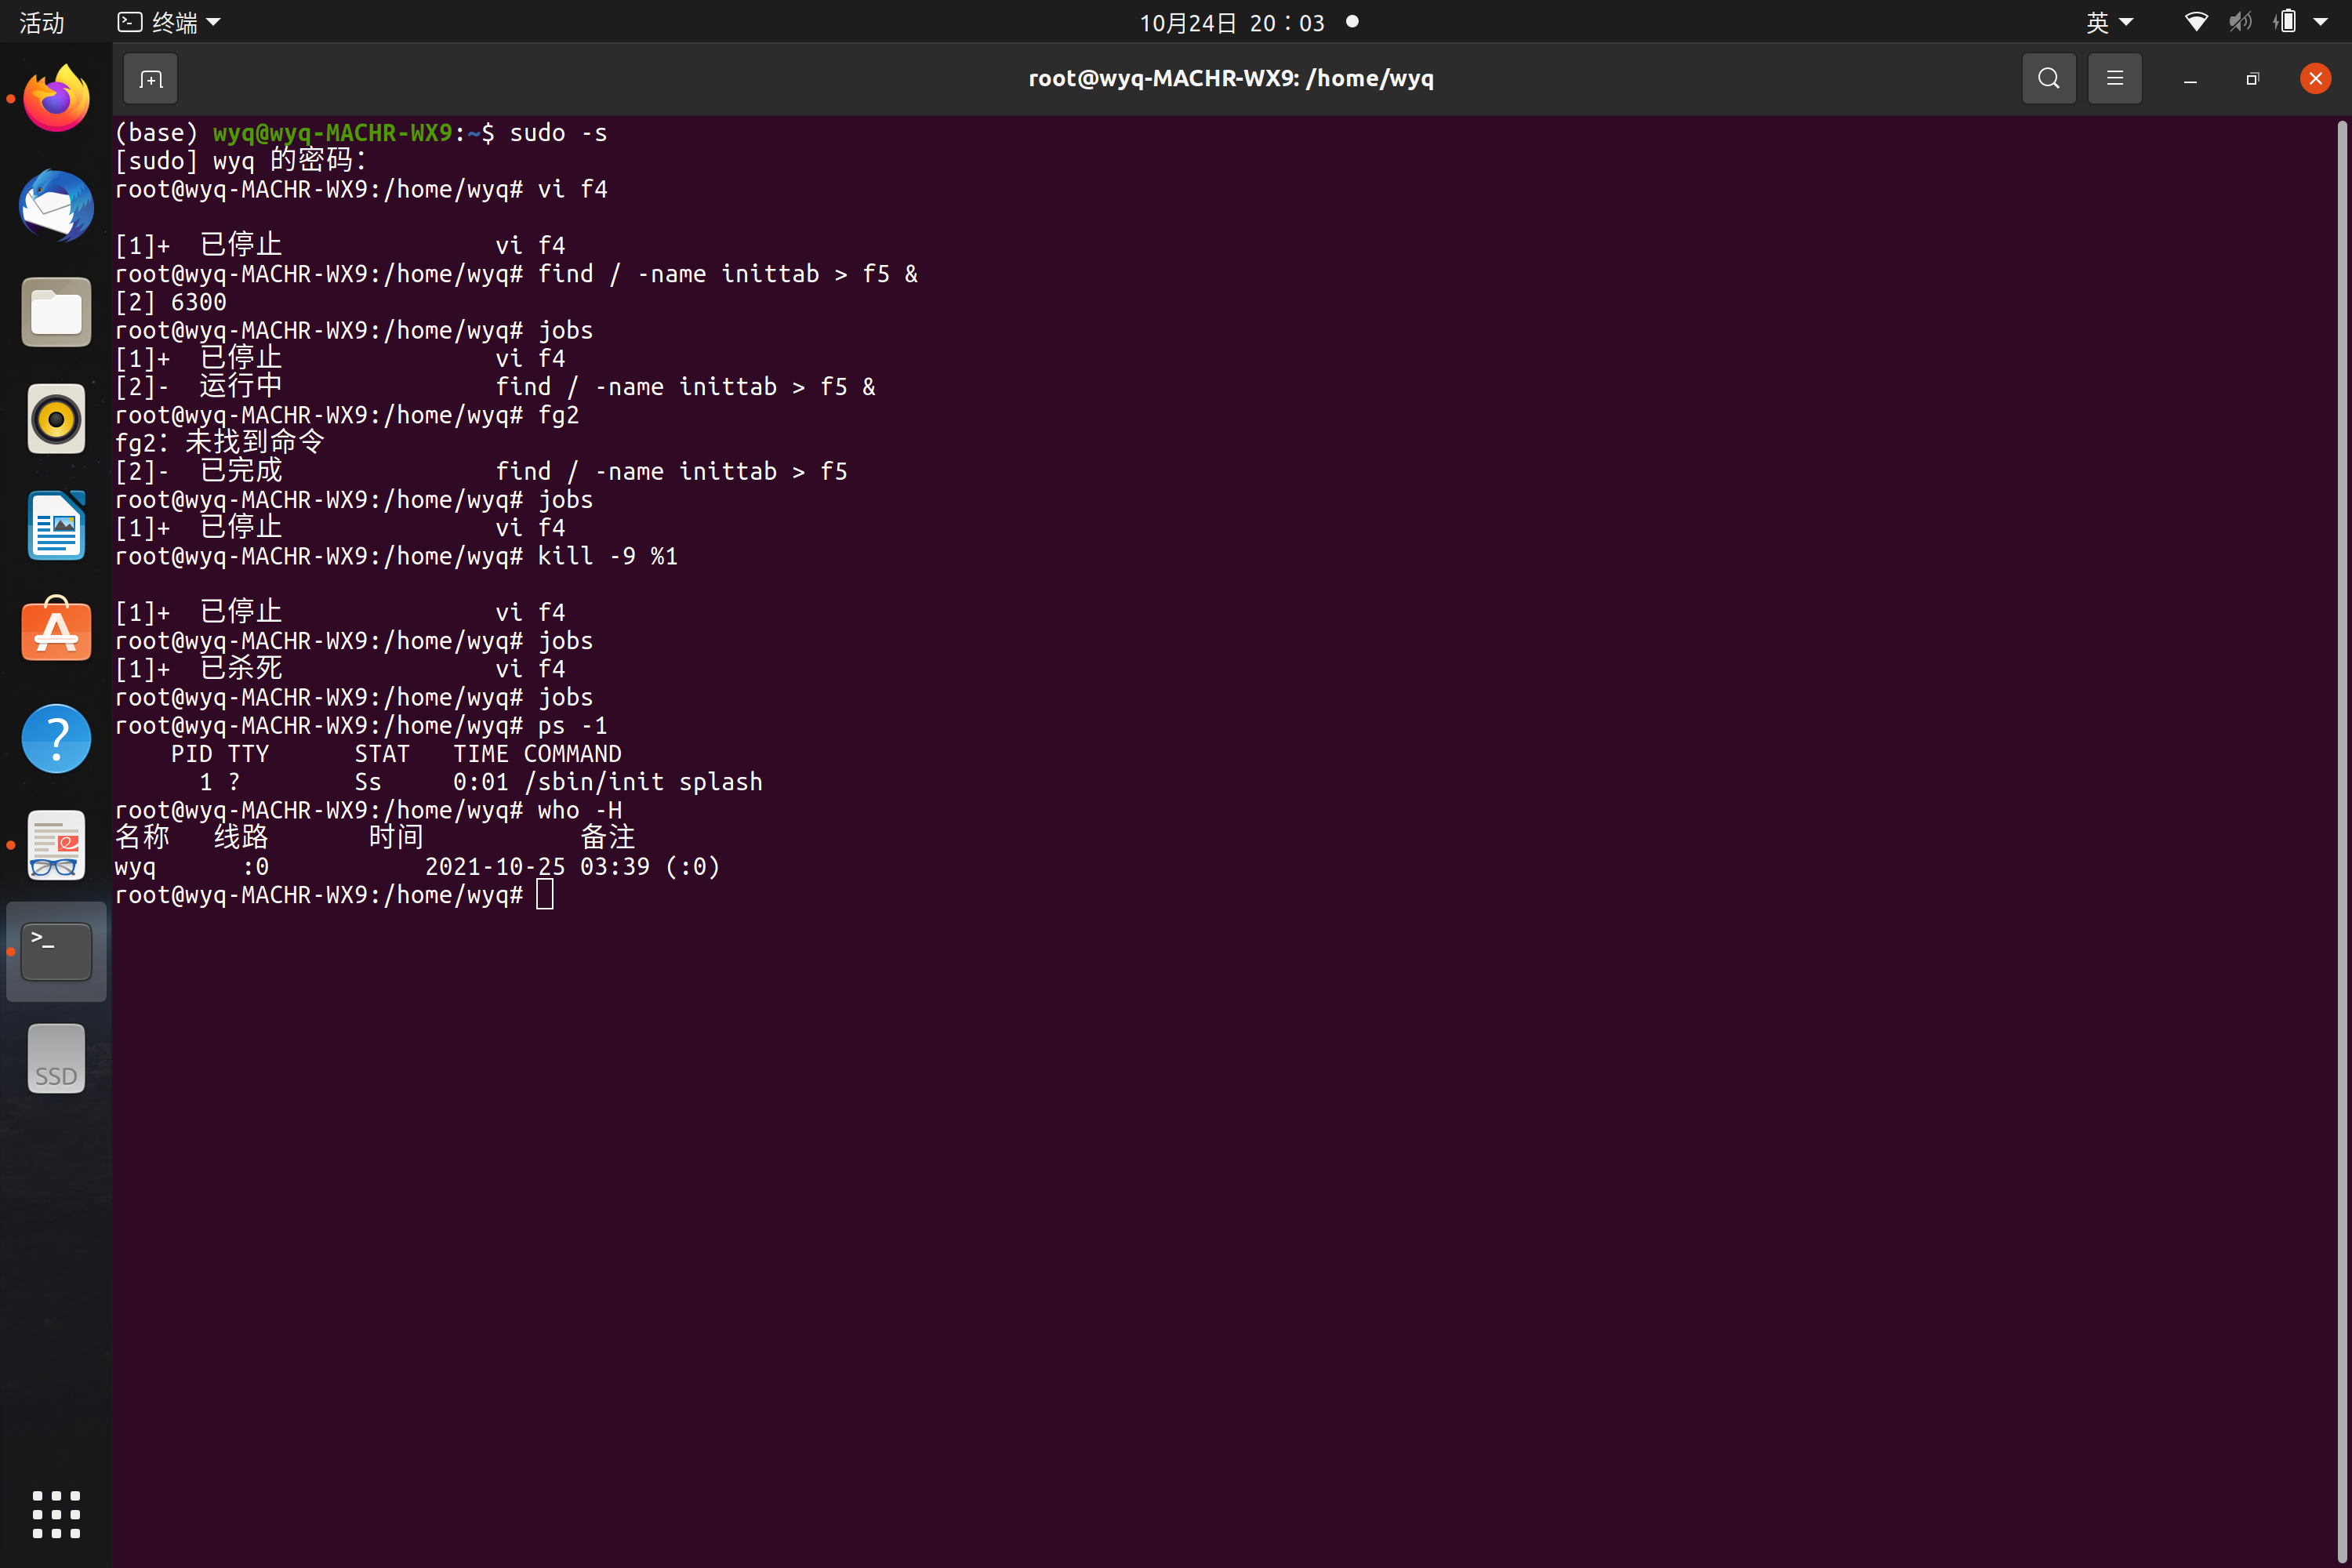 活动 终端 10月24日 20：03 英
root@wyq-MACHR-WX9: /home/wyq
(base) wyq@wyq-MACHR-WX9:~$ sudo -s
[sudo] wyq 的密码：
root@wyq-MACHR-WX9:/home/wyq# vi f4
[1]+  已停止               vi f4
root@wyq-MACHR-WX9:/home/wyq# find / -name inittab > f5 &
[2] 6300
root@wyq-MACHR-WX9:/home/wyq# jobs
[1]+  已停止               vi f4
[2]-  运行中               find / -name inittab > f5 &
root@wyq-MACHR-WX9:/home/wyq# fg2
fg2：未找到命令
[2]-  已完成               find / -name inittab > f5
root@wyq-MACHR-WX9:/home/wyq# jobs
[1]+  已停止               vi f4
root@wyq-MACHR-WX9:/home/wyq# kill -9 %1
[1]+  已停止               vi f4
root@wyq-MACHR-WX9:/home/wyq# jobs
[1]+  已杀死               vi f4
root@wyq-MACHR-WX9:/home/wyq# jobs
root@wyq-MACHR-WX9:/home/wyq# ps -1
    PID TTY      STAT   TIME COMMAND
      1 ?        Ss     0:01 /sbin/init splash
root@wyq-MACHR-WX9:/home/wyq# who -H
名称   线路       时间           备注
wyq      :0           2021-10-25 03:39 (:0)
root@wyq-MACHR-WX9:/home/wyq#
SSD